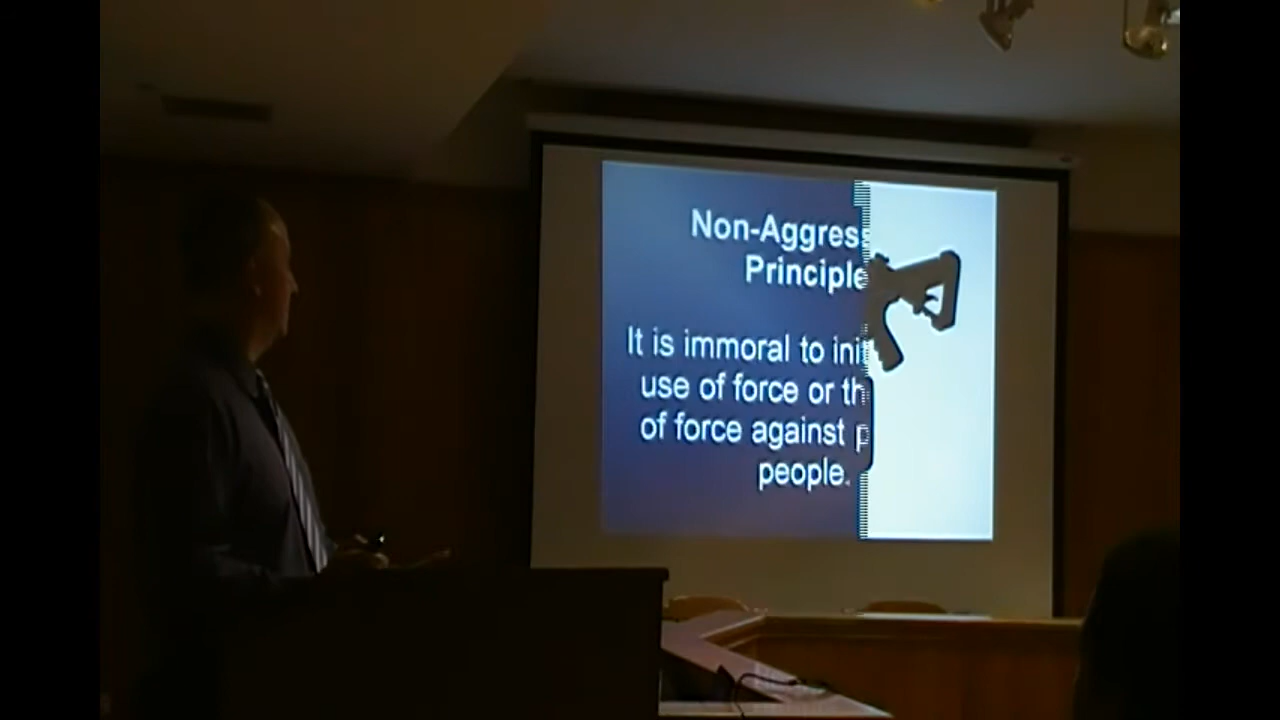 Non-Aggres
Principle
It is immoral to ini
use of force or th
of force against p
people.